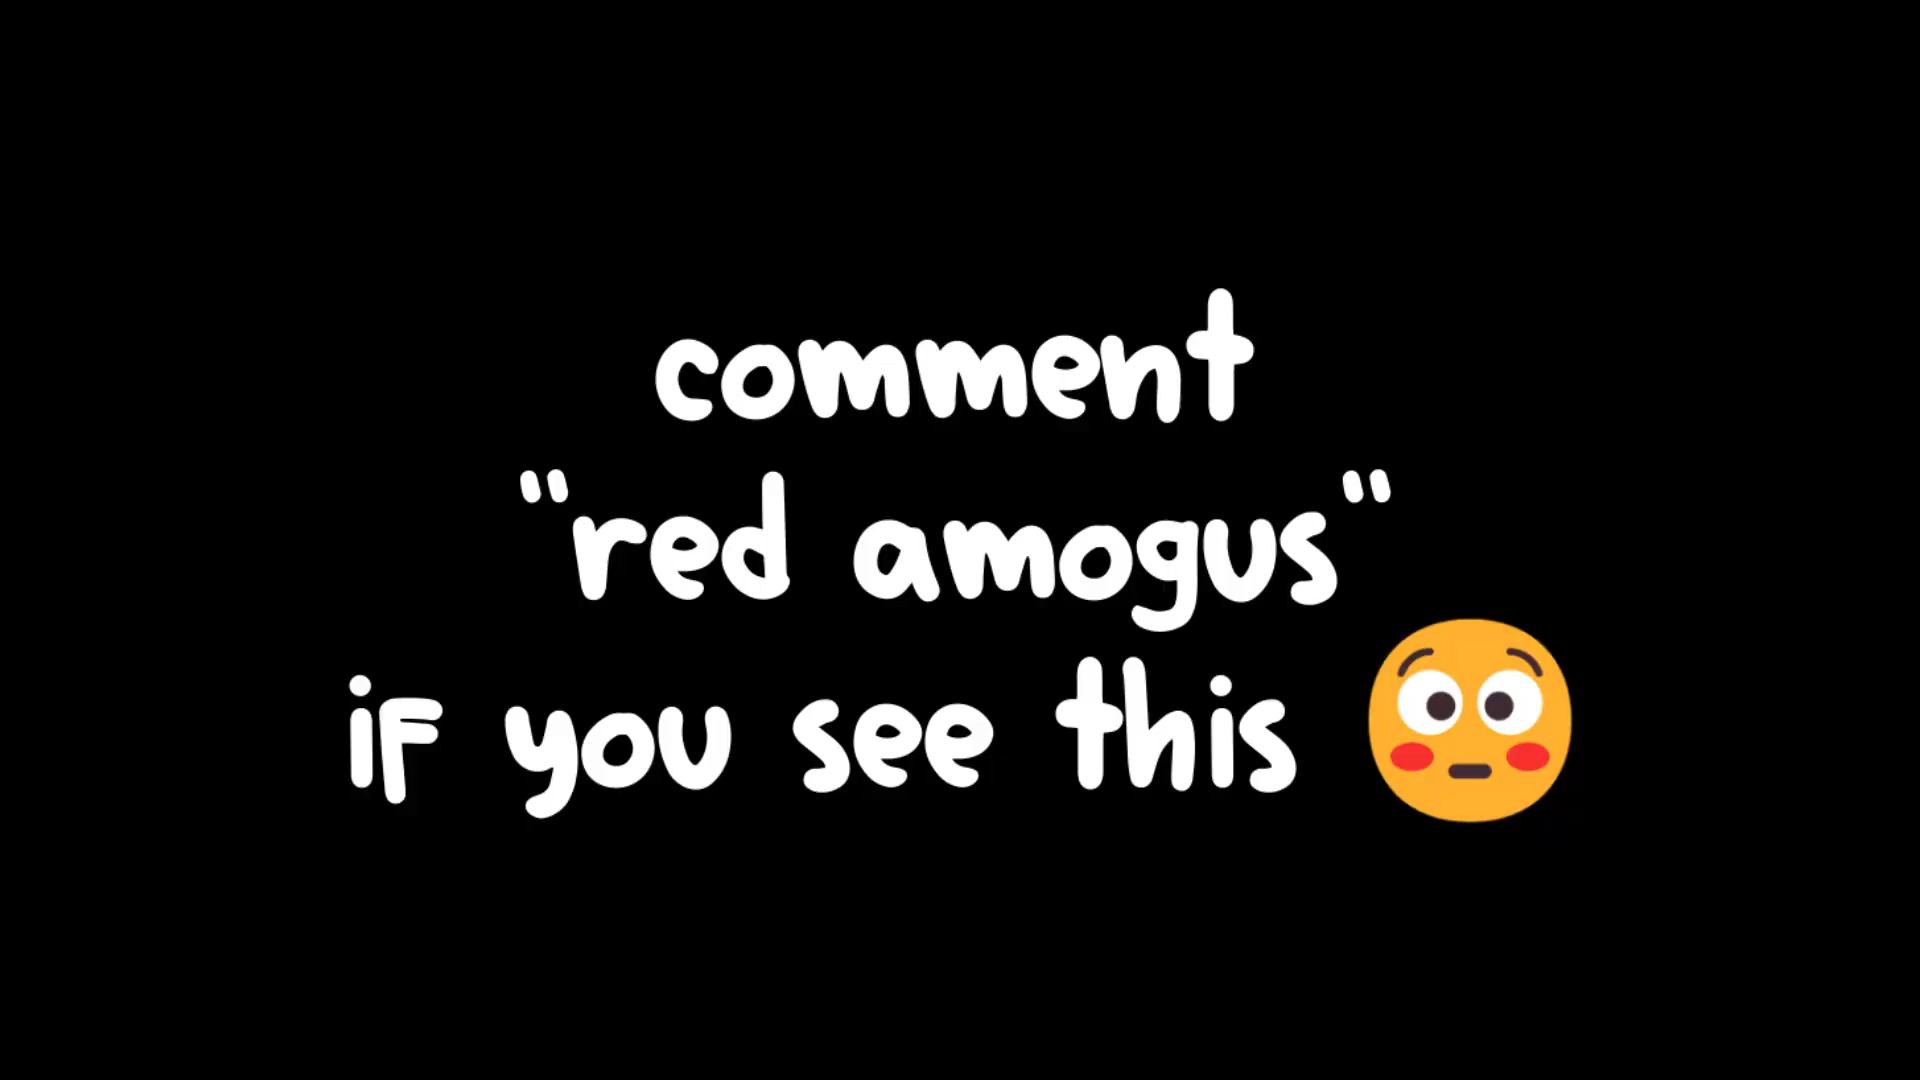 comment
"red amogus"
if you see this 😳